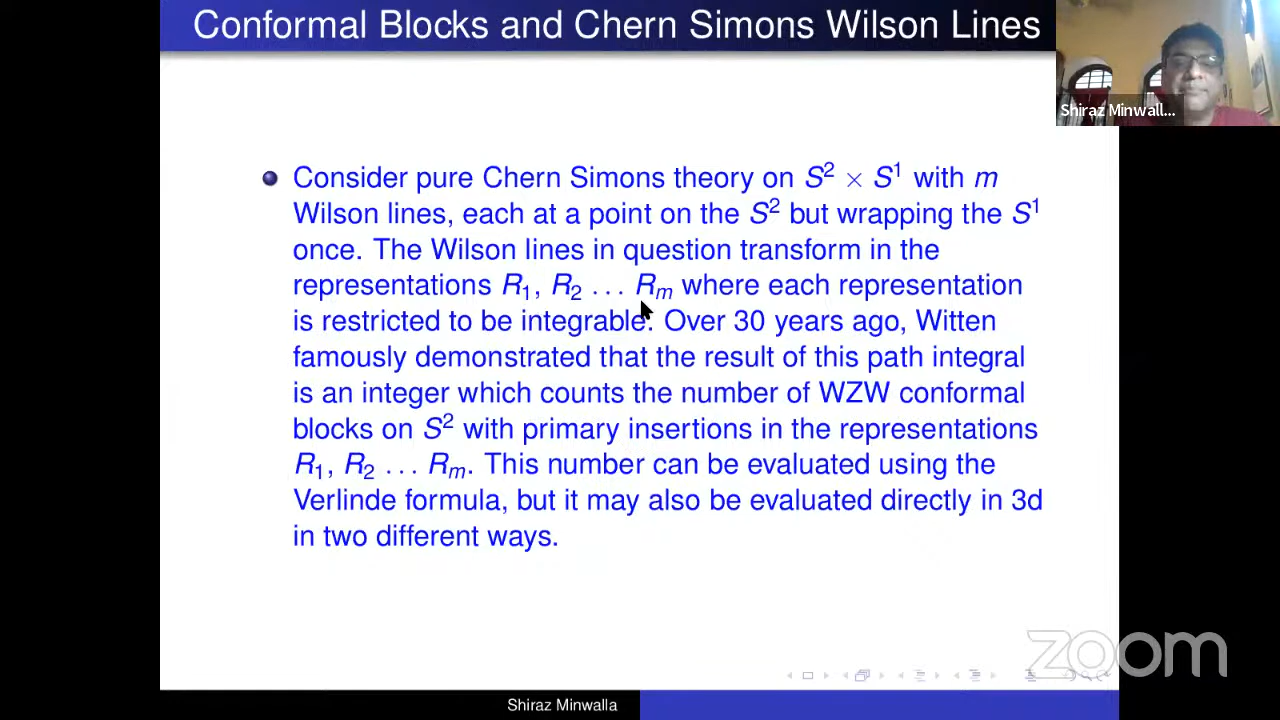 Conformal Blocks and Chern Simons Wilson Lines
Shiraz Minwall...
Consider pure Chern Simons theory on S² × S¹ with m
Wilson lines, each at a point on the S² but wrapping the S¹
once. The Wilson lines in question transform in the
representations R₁, R₂ ... Rₘ where each representation
is restricted to be integrable. Over 30 years ago, Witten
famously demonstrated that the result of this path integral
is an integer which counts the number of WZW conformal
blocks on S² with primary insertions in the representations
R₁, R₂ ... Rₘ. This number can be evaluated using the
Verlinde formula, but it may also be evaluated directly in 3d
in two different ways.
zoom
Shiraz Minwalla